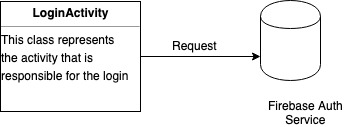 LoginActivity
This class represents
the activity that is
responsible for the login
Request
Firebase Auth
Service